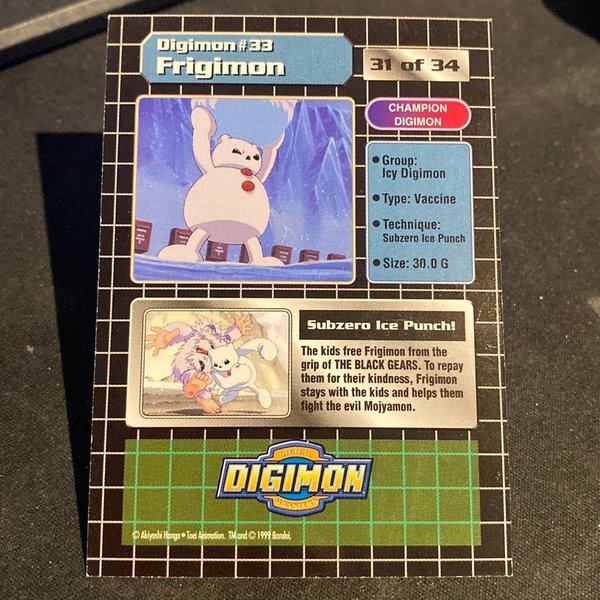 Digimon #33
Frigimon
31 of 34
CHAMPION
DIGIMON
• Group:
Icy Digimon
• Type: Vaccine
• Technique:
Subzero Ice Punch
• Size: 30.0 G
Subzero Ice Punch!
The kids free Frigimon from the
grip of THE BLACK GEARS. To repay
them for their kindness, Frigimon
stays with the kids and helps them
fight the evil Mojyamon.
DIGITAL
DIGIMON
MONSTERS
© Akiyoshi Hongo • Toei Animation. TM and © 1999 Bandai.